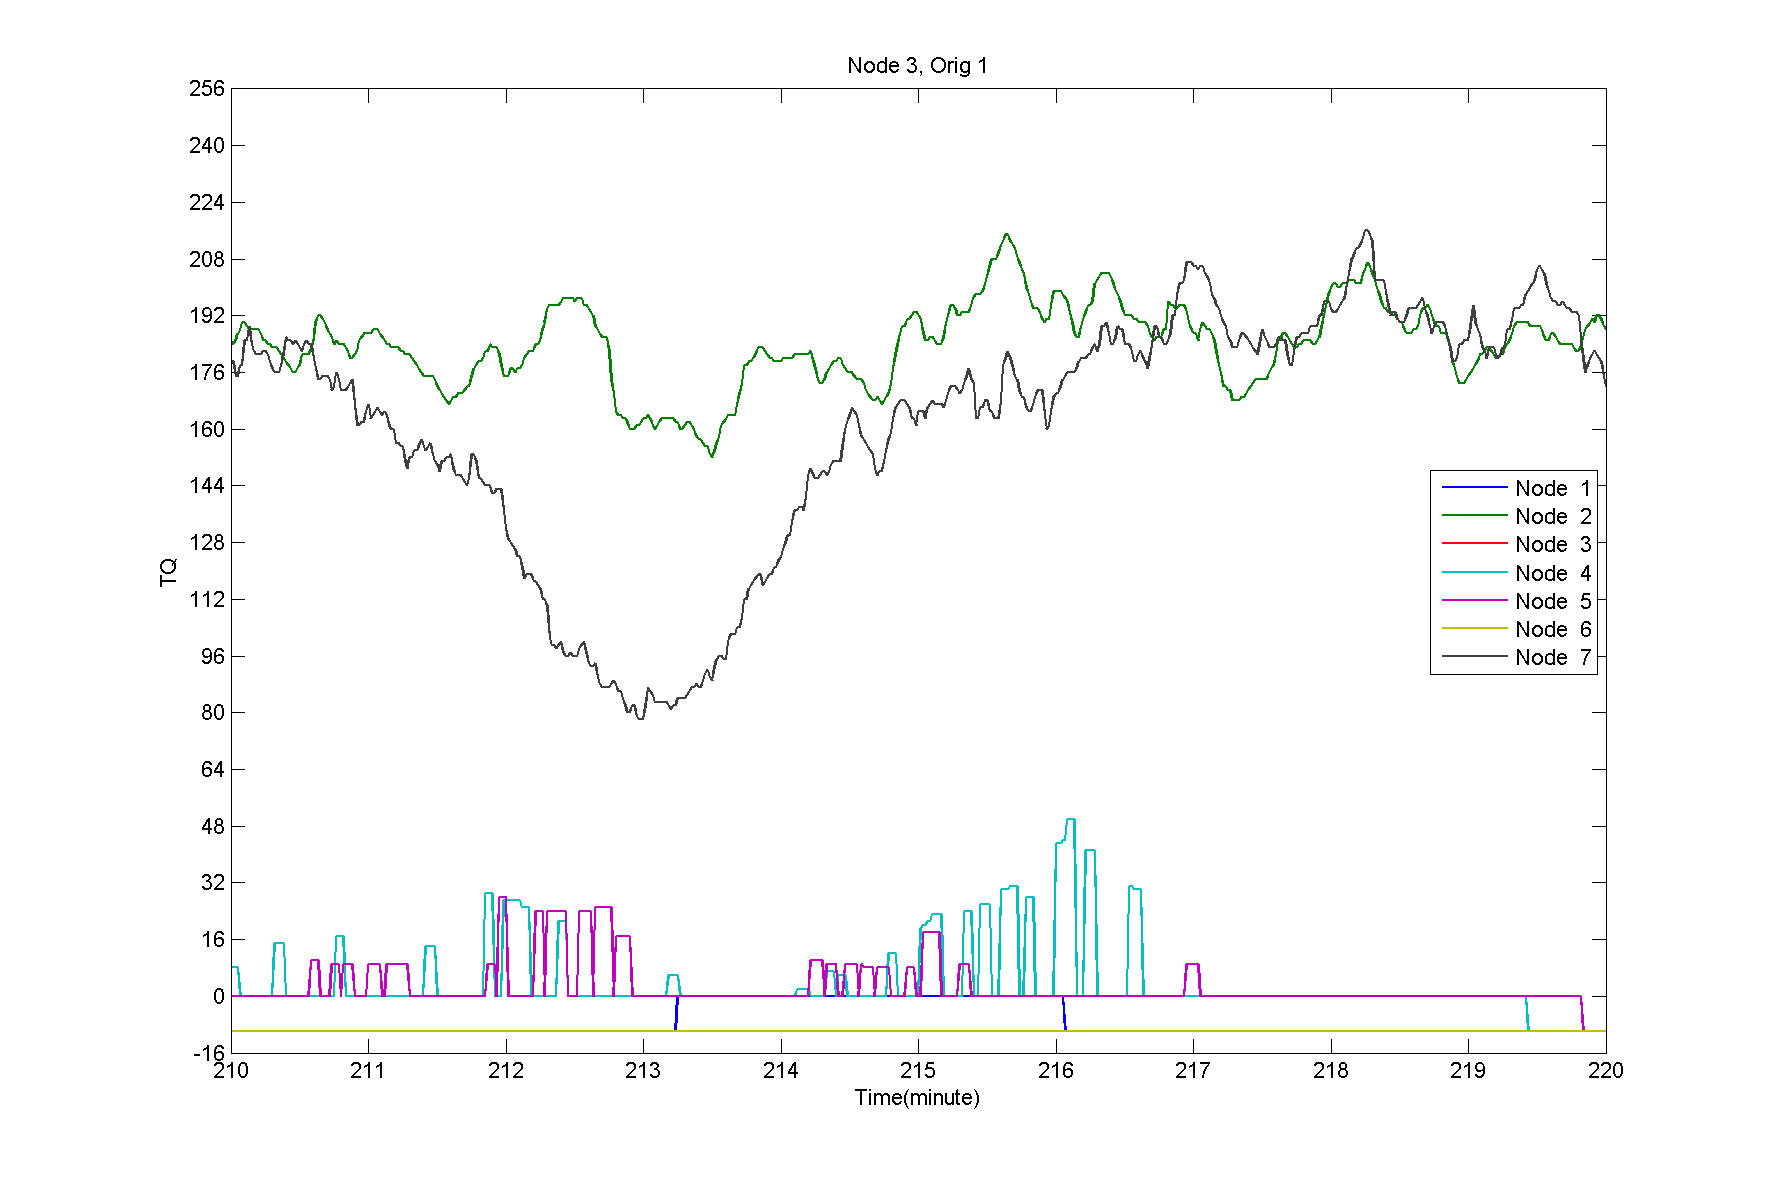 Node 3, Orig 1
256
240
224
208
192
176
160
144
128
112
96
80
64
48
32
16
0
-16
TQ
Node 1
Node 2
Node 3
Node 4
Node 5
Node 6
Node 7
210 211 212 213 214 215 216 217 218 219 220
Time(minute)